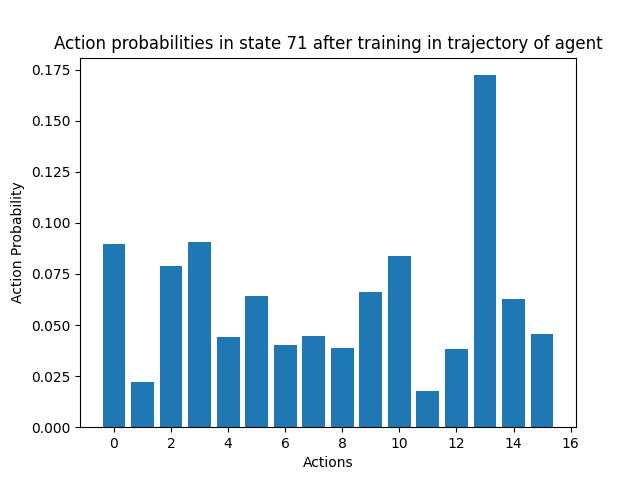 Action probabilities in state 71 after training in trajectory of agent
0.175
0.150
0.125
0.100
0.075
0.050
0.025
0.000
Action Probability
0 2 4 6 8 10 12 14 16
Actions